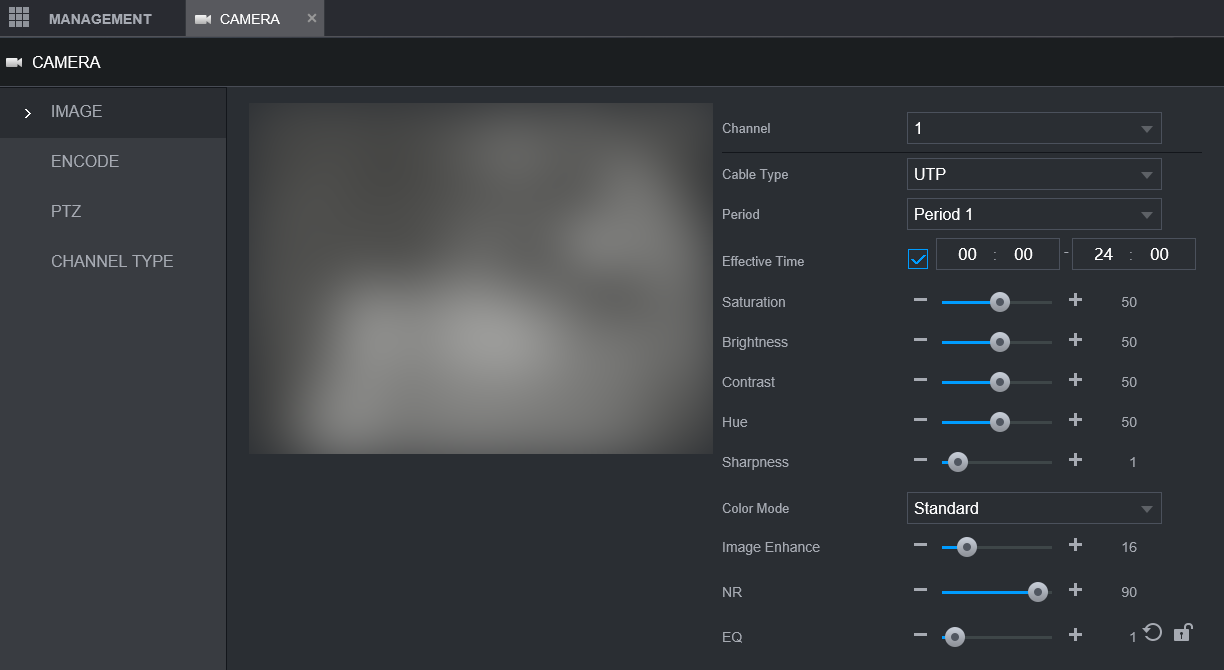 MANAGEMENT CAMERA
CAMERA
IMAGE
ENCODE
PTZ
CHANNEL TYPE
Channel 1
Cable Type UTP
Period Period 1
Effective Time 00 : 00 - 24 : 00
Saturation 50
Brightness 50
Contrast 50
Hue 50
Sharpness 1
Color Mode Standard
Image Enhance 16
NR 90
EQ 1